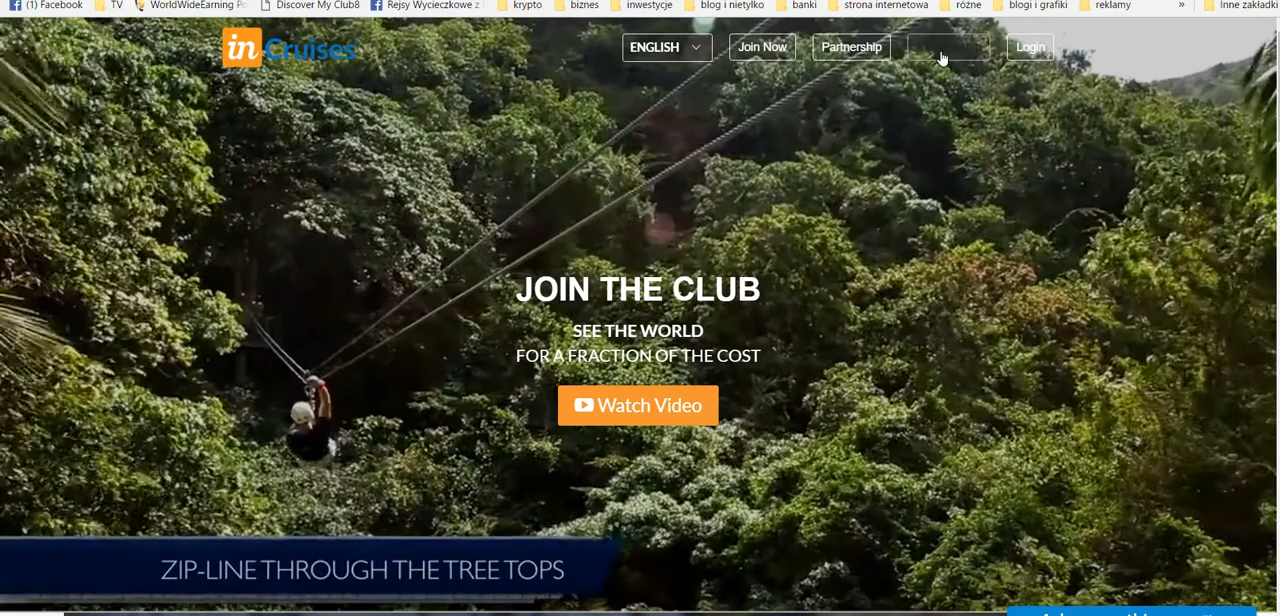 (1) Facebook TV WorldWideEarning Po Discover My Club8 Rejsy Wycieczkowe z krypto biznes inwestycje blog i nietylko banki strona internetowa różne blogi i grafiki reklamy » Inne zakładki
in Cruises ENGLISH Join Now Partnership Login
JOIN THE CLUB
SEE THE WORLD
FOR A FRACTION OF THE COST
Watch Video
ZIP-LINE THROUGH THE TREE TOPS